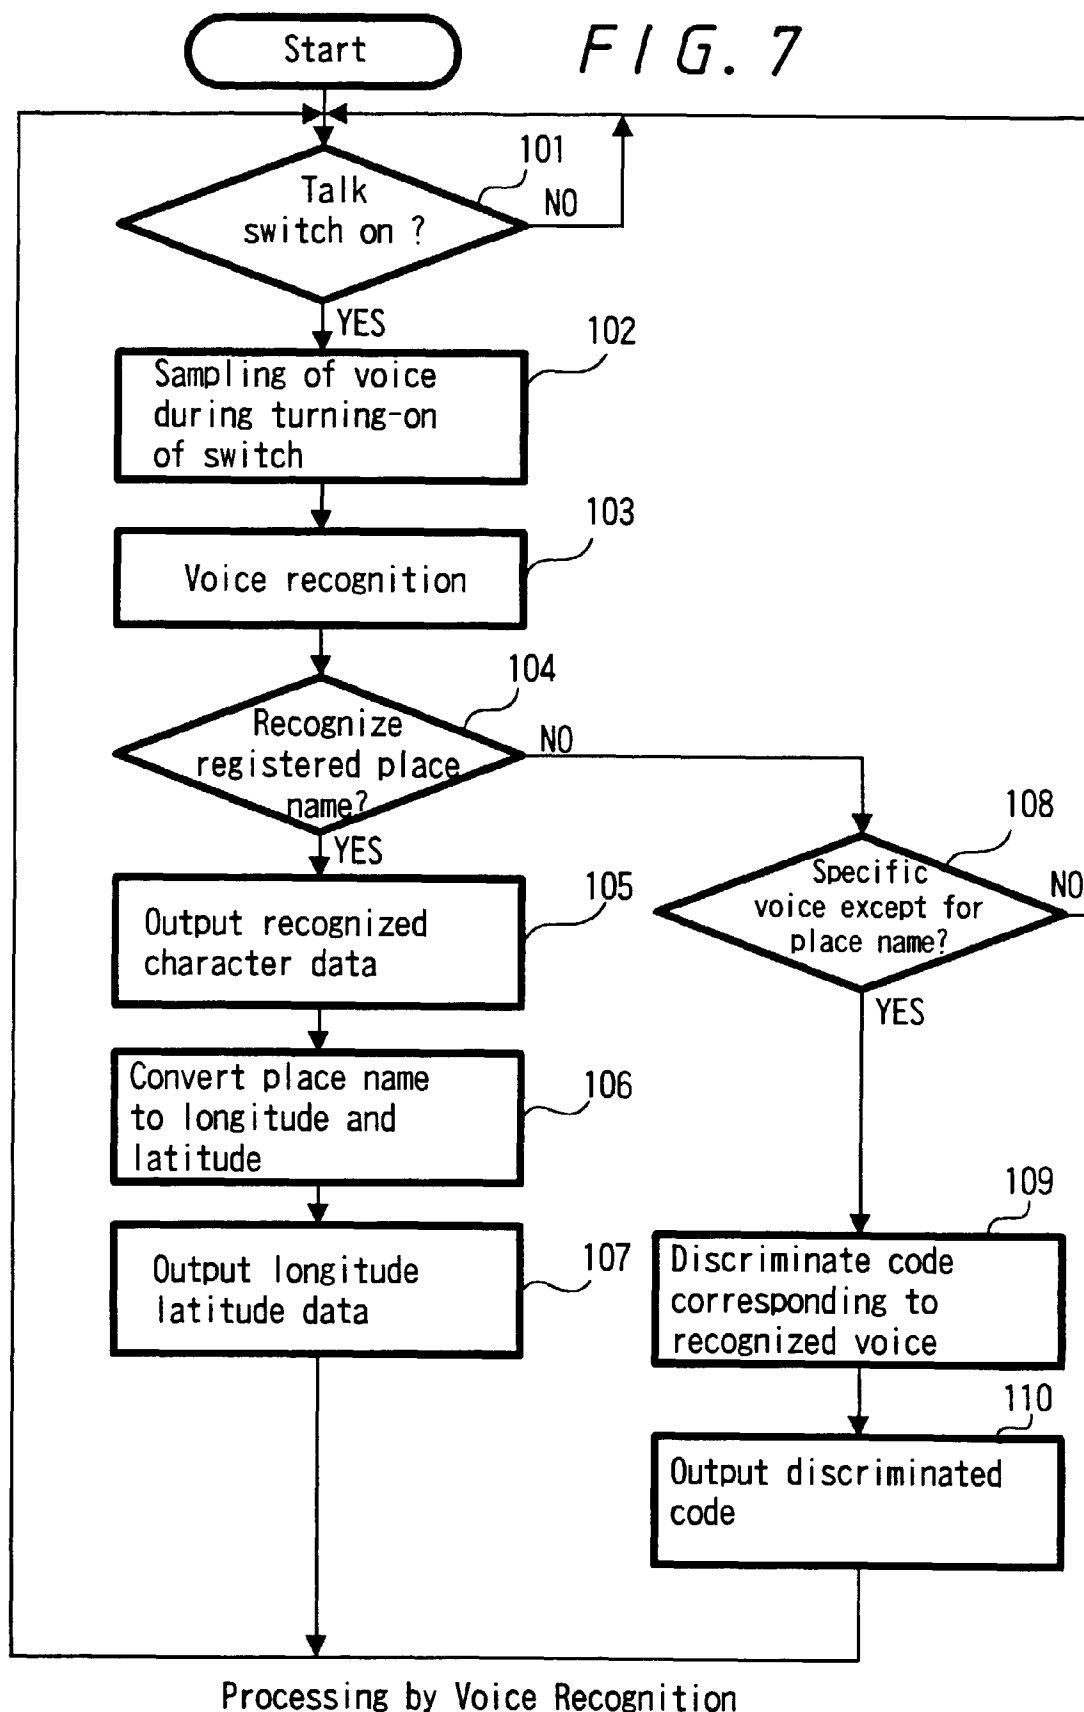 Start
FIG. 7
101
Talk
switch on ?
NO
YES
102
Sampling of voice
during turning-on
of switch
103
Voice recognition
104
Recognize
registered place
name?
NO
YES
108
Specific
voice except for
place name?
NO
YES
105
Output recognized
character data
106
Convert place name
to longitude and
latitude
107
Output longitude
latitude data
109
Discriminate code
corresponding to
recognized voice
110
Output discriminated
code
Processing by Voice Recognition